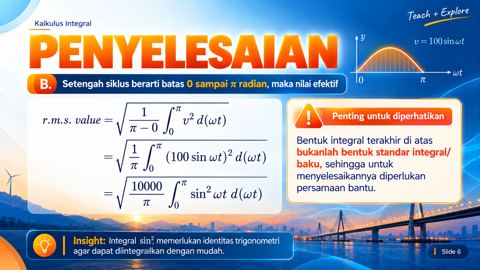 Kalkulus Integral
Teach + Explore
PENYELESAIAN
y
v = 100 sin ωt
0
π
ωt
B. Setengah siklus berarti batas 0 sampai π radian, maka nilai efektif
r.m.s. value = √(1/(π − 0) ∫₀^π v² d(ωt))
= √(1/π ∫₀^π (100 sin ωt)² d(ωt))
= √(10000/π ∫₀^π sin² ωt d(ωt))
Penting untuk diperhatikan
Bentuk integral terakhir di atas
bukanlah bentuk standar integral/
baku, sehingga untuk
menyelesaikannya diperlukan
persamaan bantu.
Insight: Integral sin² memerlukan identitas trigonometri
agar dapat diintegralkan dengan mudah.
Slide 6